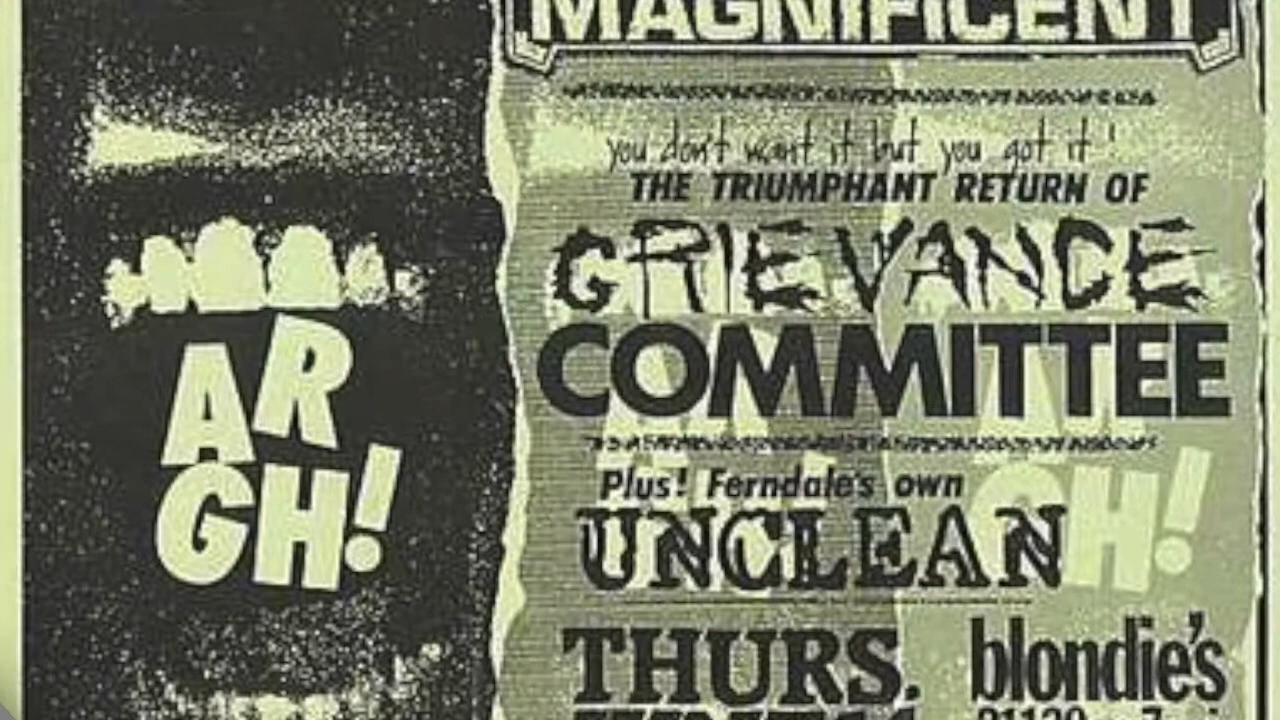 MAGNIFICENT
you don't want it but you got it!
THE TRIUMPHANT RETURN OF
GRIEVANCE
COMMITTEE
AR
GH!
Plus! Ferndale's own
UNCLEAN
THURS. blondie's